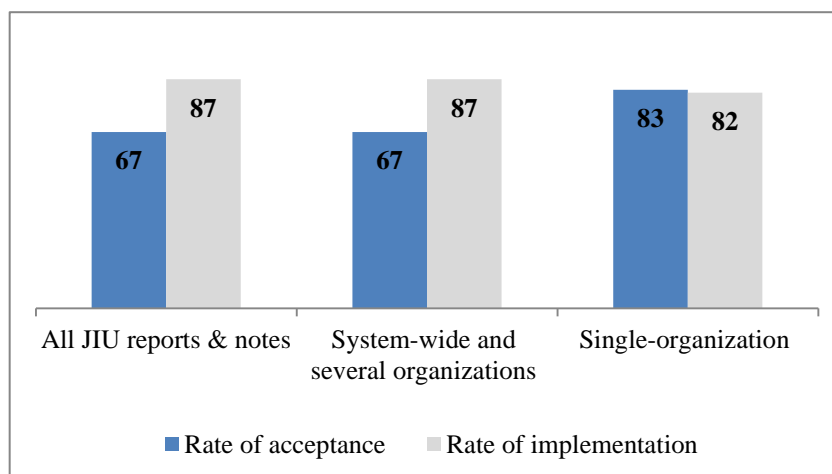 67
87
67
87
83
82
All JIU reports & notes
System-wide and
several organizations
Single-organization
Rate of acceptance
Rate of implementation